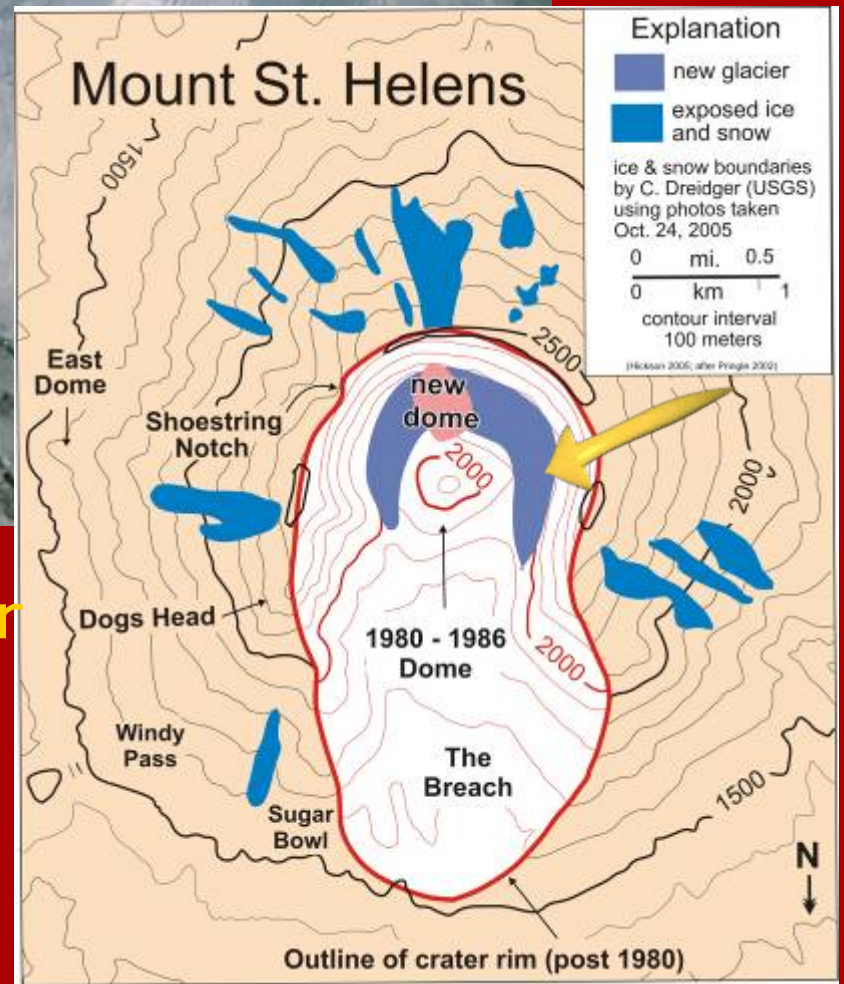 Mount St. Helens
Explanation
new glacier
exposed ice
and snow
ice & snow boundaries
by C. Dreidger (USGS)
using photos taken
Oct. 24, 2005
0 mi. 0.5
0 km 1
contour interval
100 meters
(Hickson 2005; after Pringle 2002)
1500
2500
East
Dome
Shoestring
Notch
new
dome
2000
2000
r
Dogs Head
1980 - 1986
Dome
2000
Windy
Pass
The
Breach
1500
Sugar
Bowl
N
Outline of crater rim (post 1980)